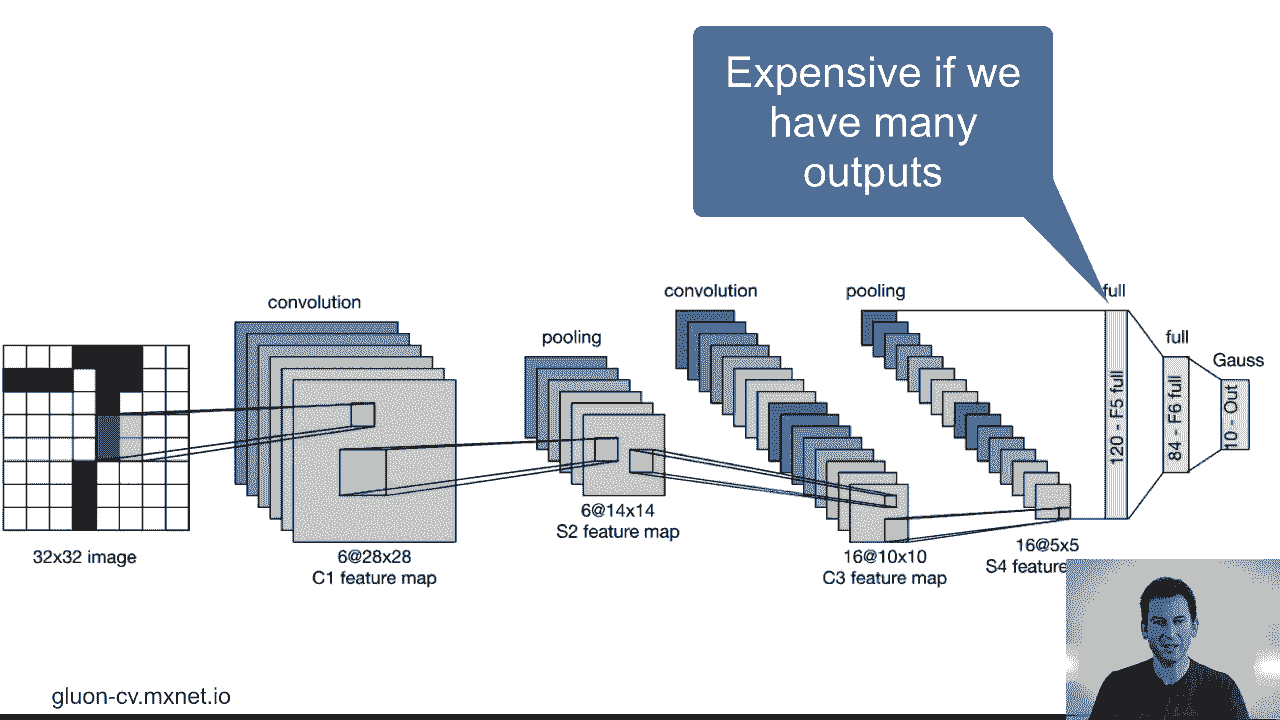 Expensive if we
have many
outputs
convolution
pooling
convolution
pooling
full
full
Gauss
120 - F5 full
84 - F6 full
10 - Out
32x32 image
6@28x28
C1 feature map
6@14x14
S2 feature map
16@10x10
C3 feature map
16@5x5
S4 feature
gluon-cv.mxnet.io